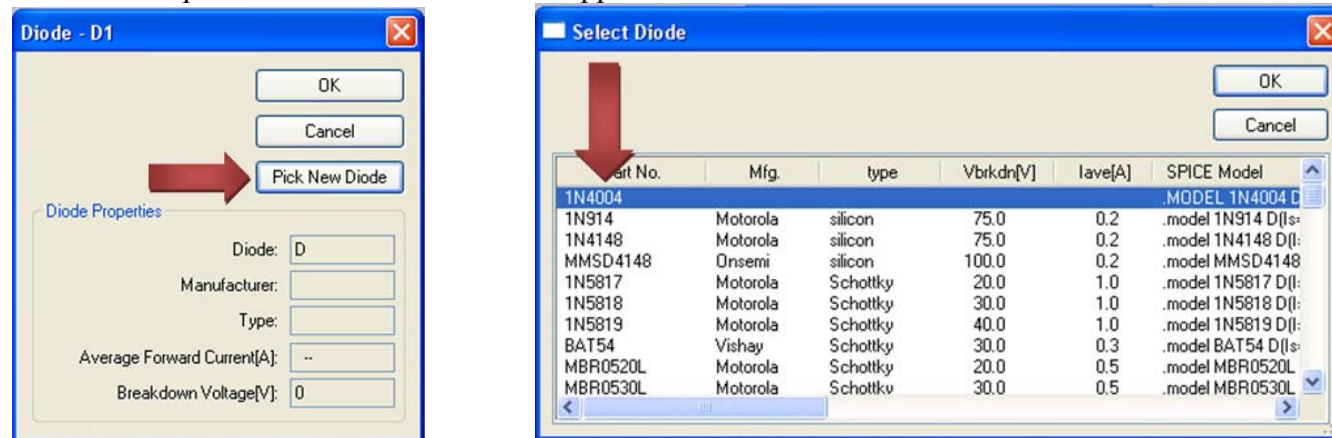 Diode - D1
OK
Cancel
Pick New Diode
Diode Properties
Diode: D
Manufacturer:
Type:
Average Forward Current[A]: --
Breakdown Voltage[V]: 0
Select Diode
OK
Cancel
art No. Mfg. type Vbrkdn[V] Iave[A] SPICE Model
1N4004 .MODEL 1N4004 D
1N914 Motorola silicon 75.0 0.2 .model 1N914 D(Is=
1N4148 Motorola silicon 75.0 0.2 .model 1N4148 D(I
MMSD4148 Onsemi silicon 100.0 0.2 .model MMSD4148
1N5817 Motorola Schottky 20.0 1.0 .model 1N5817 D(I
1N5818 Motorola Schottky 30.0 1.0 .model 1N5818 D(I
1N5819 Motorola Schottky 40.0 1.0 .model 1N5819 D(I
BAT54 Vishay Schottky 30.0 0.3 .model BAT54 D(Is
MBR0520L Motorola Schottky 20.0 0.5 .model MBR0520L
MBR0530L Motorola Schottky 30.0 0.5 .model MBR0530L